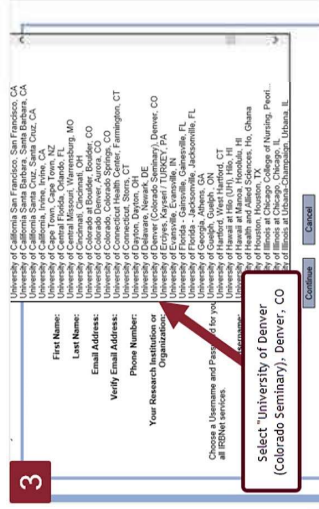 3
University of California San Francisco, San Francisco, CA
University of California Santa Barbara, Santa Barbara, CA
University of California Santa Cruz, Santa Cruz, CA
University of California, Irvine, Irvine, CA
University of Cape Town, Cape Town, NZ
University of Central Florida, Orlando, FL
University of Central Missouri, Warrensburg, MO
University of Cincinnati, Cincinnati, OH
University of Colorado at Boulder, Boulder, CO
University of Colorado Denver, Aurora, CO
University of Colorado, Colorado Springs, CO
University of Connecticut Health Center, Farmington, CT
University of Connecticut, Storrs, CT
University of Dayton, Dayton, OH
University of Delaware, Newark, DE
University of Denver (Colorado Seminary), Denver, CO
University of Erciyes, Kayseri / TURKEY, PA
University of Evansville, Evansville, IN
University of Florida - Gainesville, Gainesville, FL
University of Florida - Jacksonville, Jacksonville, FL
University of Georgia, Athens, GA
University of Guelph, Guelph, ON
University of Hartford, West Hartford, CT
University of Hawaii at Hilo (UH), Hilo, HI
University of Hawaii at Manoa, Honolulu, HI
of Health and Allied Sciences, Ho, Ghana
of Houston, Houston, TX
of Illinois at Chicago College of Nursing, Peori...
of Illinois at Chicago, Chicago, IL
of Illinois at Urbana-Champaign, Urbana, IL
First Name:
Last Name:
Email Address:
Verify Email Address:
Phone Number:
Your Research Institution or
Organization:
Choose a Username and Password for you
all IRBNet services.
Select "University of Denver
(Colorado Seminary), Denver, CO
Continue
Cancel